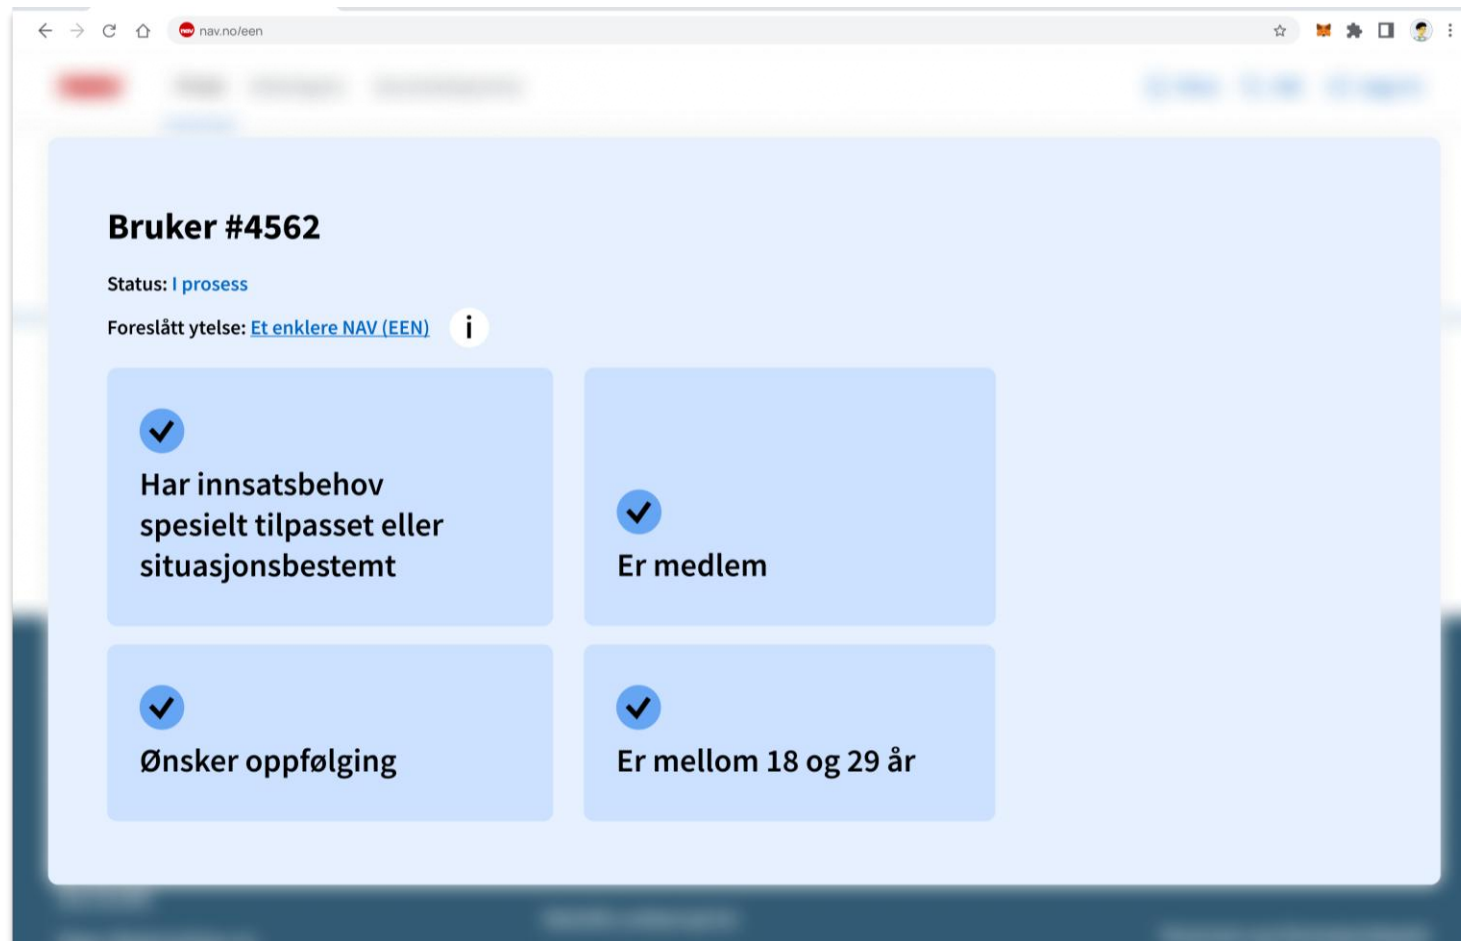 nav.no/een
Bruker #4562
Status: I prosess
Foreslått ytelse: Et enklere NAV (EEN) i
Har innsatsbehov
spesielt tilpasset eller
situasjonsbestemt
Er medlem
Ønsker oppfølging
Er mellom 18 og 29 år